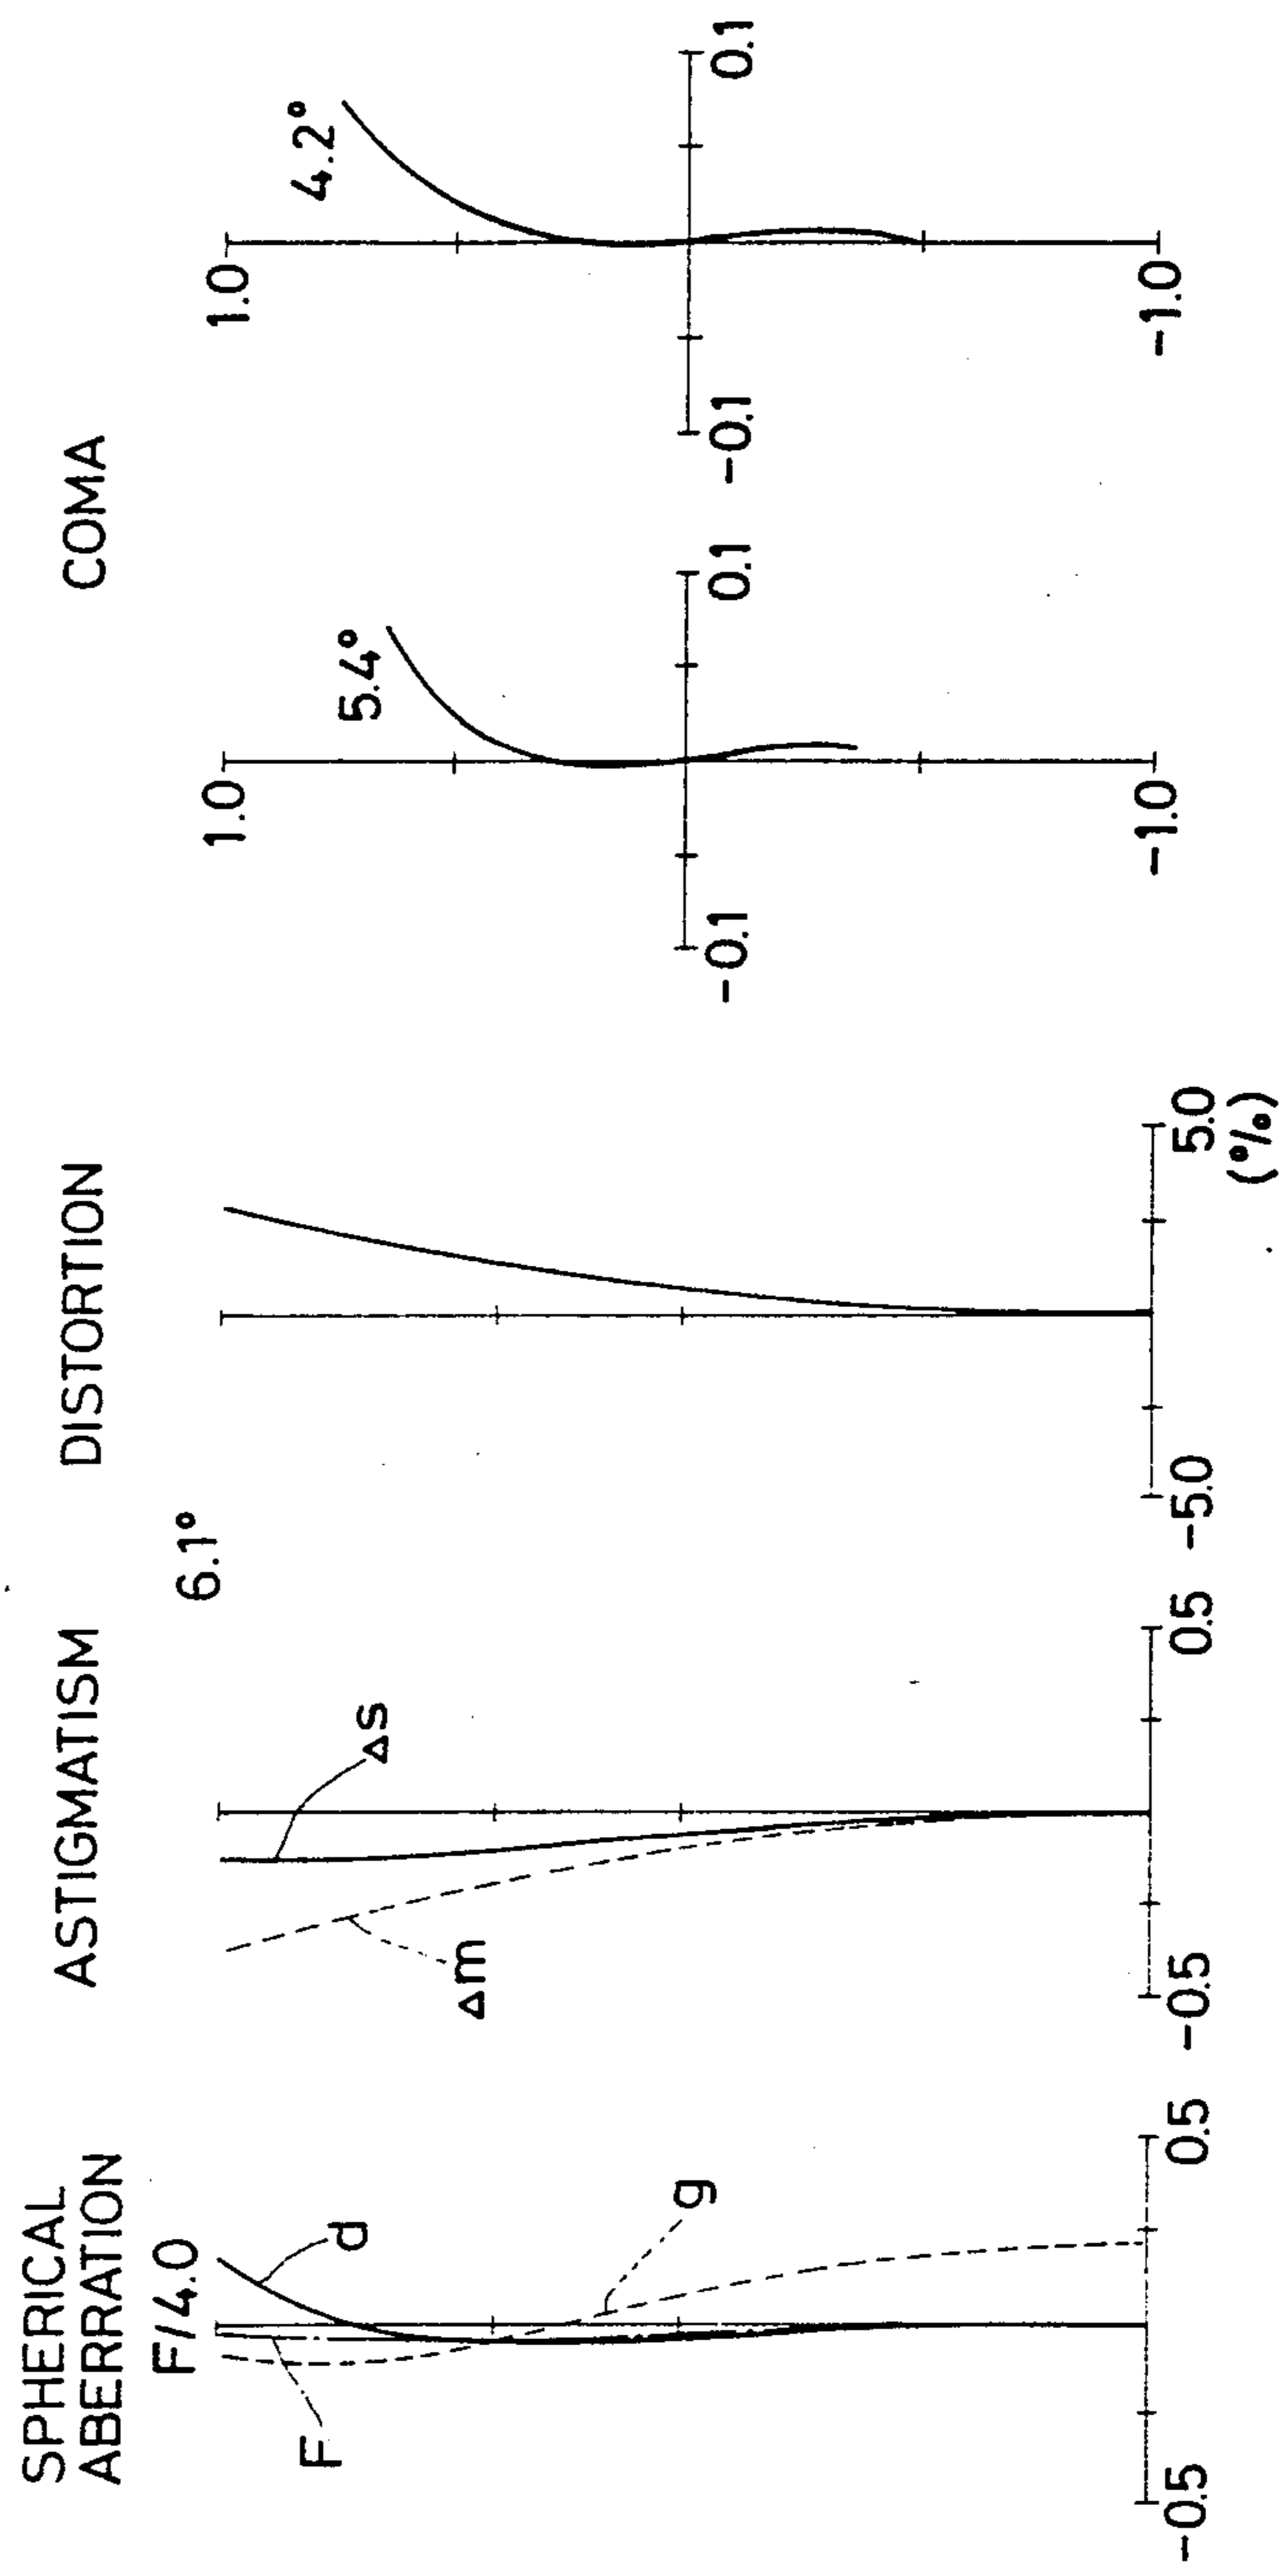 SPHERICAL
ABERRATION
F/4.0
F
d
g
-0.5
0.5
ASTIGMATISM
6.1°
Δm
Δs
-0.5
0.5
DISTORTION
-5.0
5.0
(%)
COMA
5.4°
1.0
-0.1
0.1
-1.0
4.2°
1.0
-0.1
0.1
-1.0